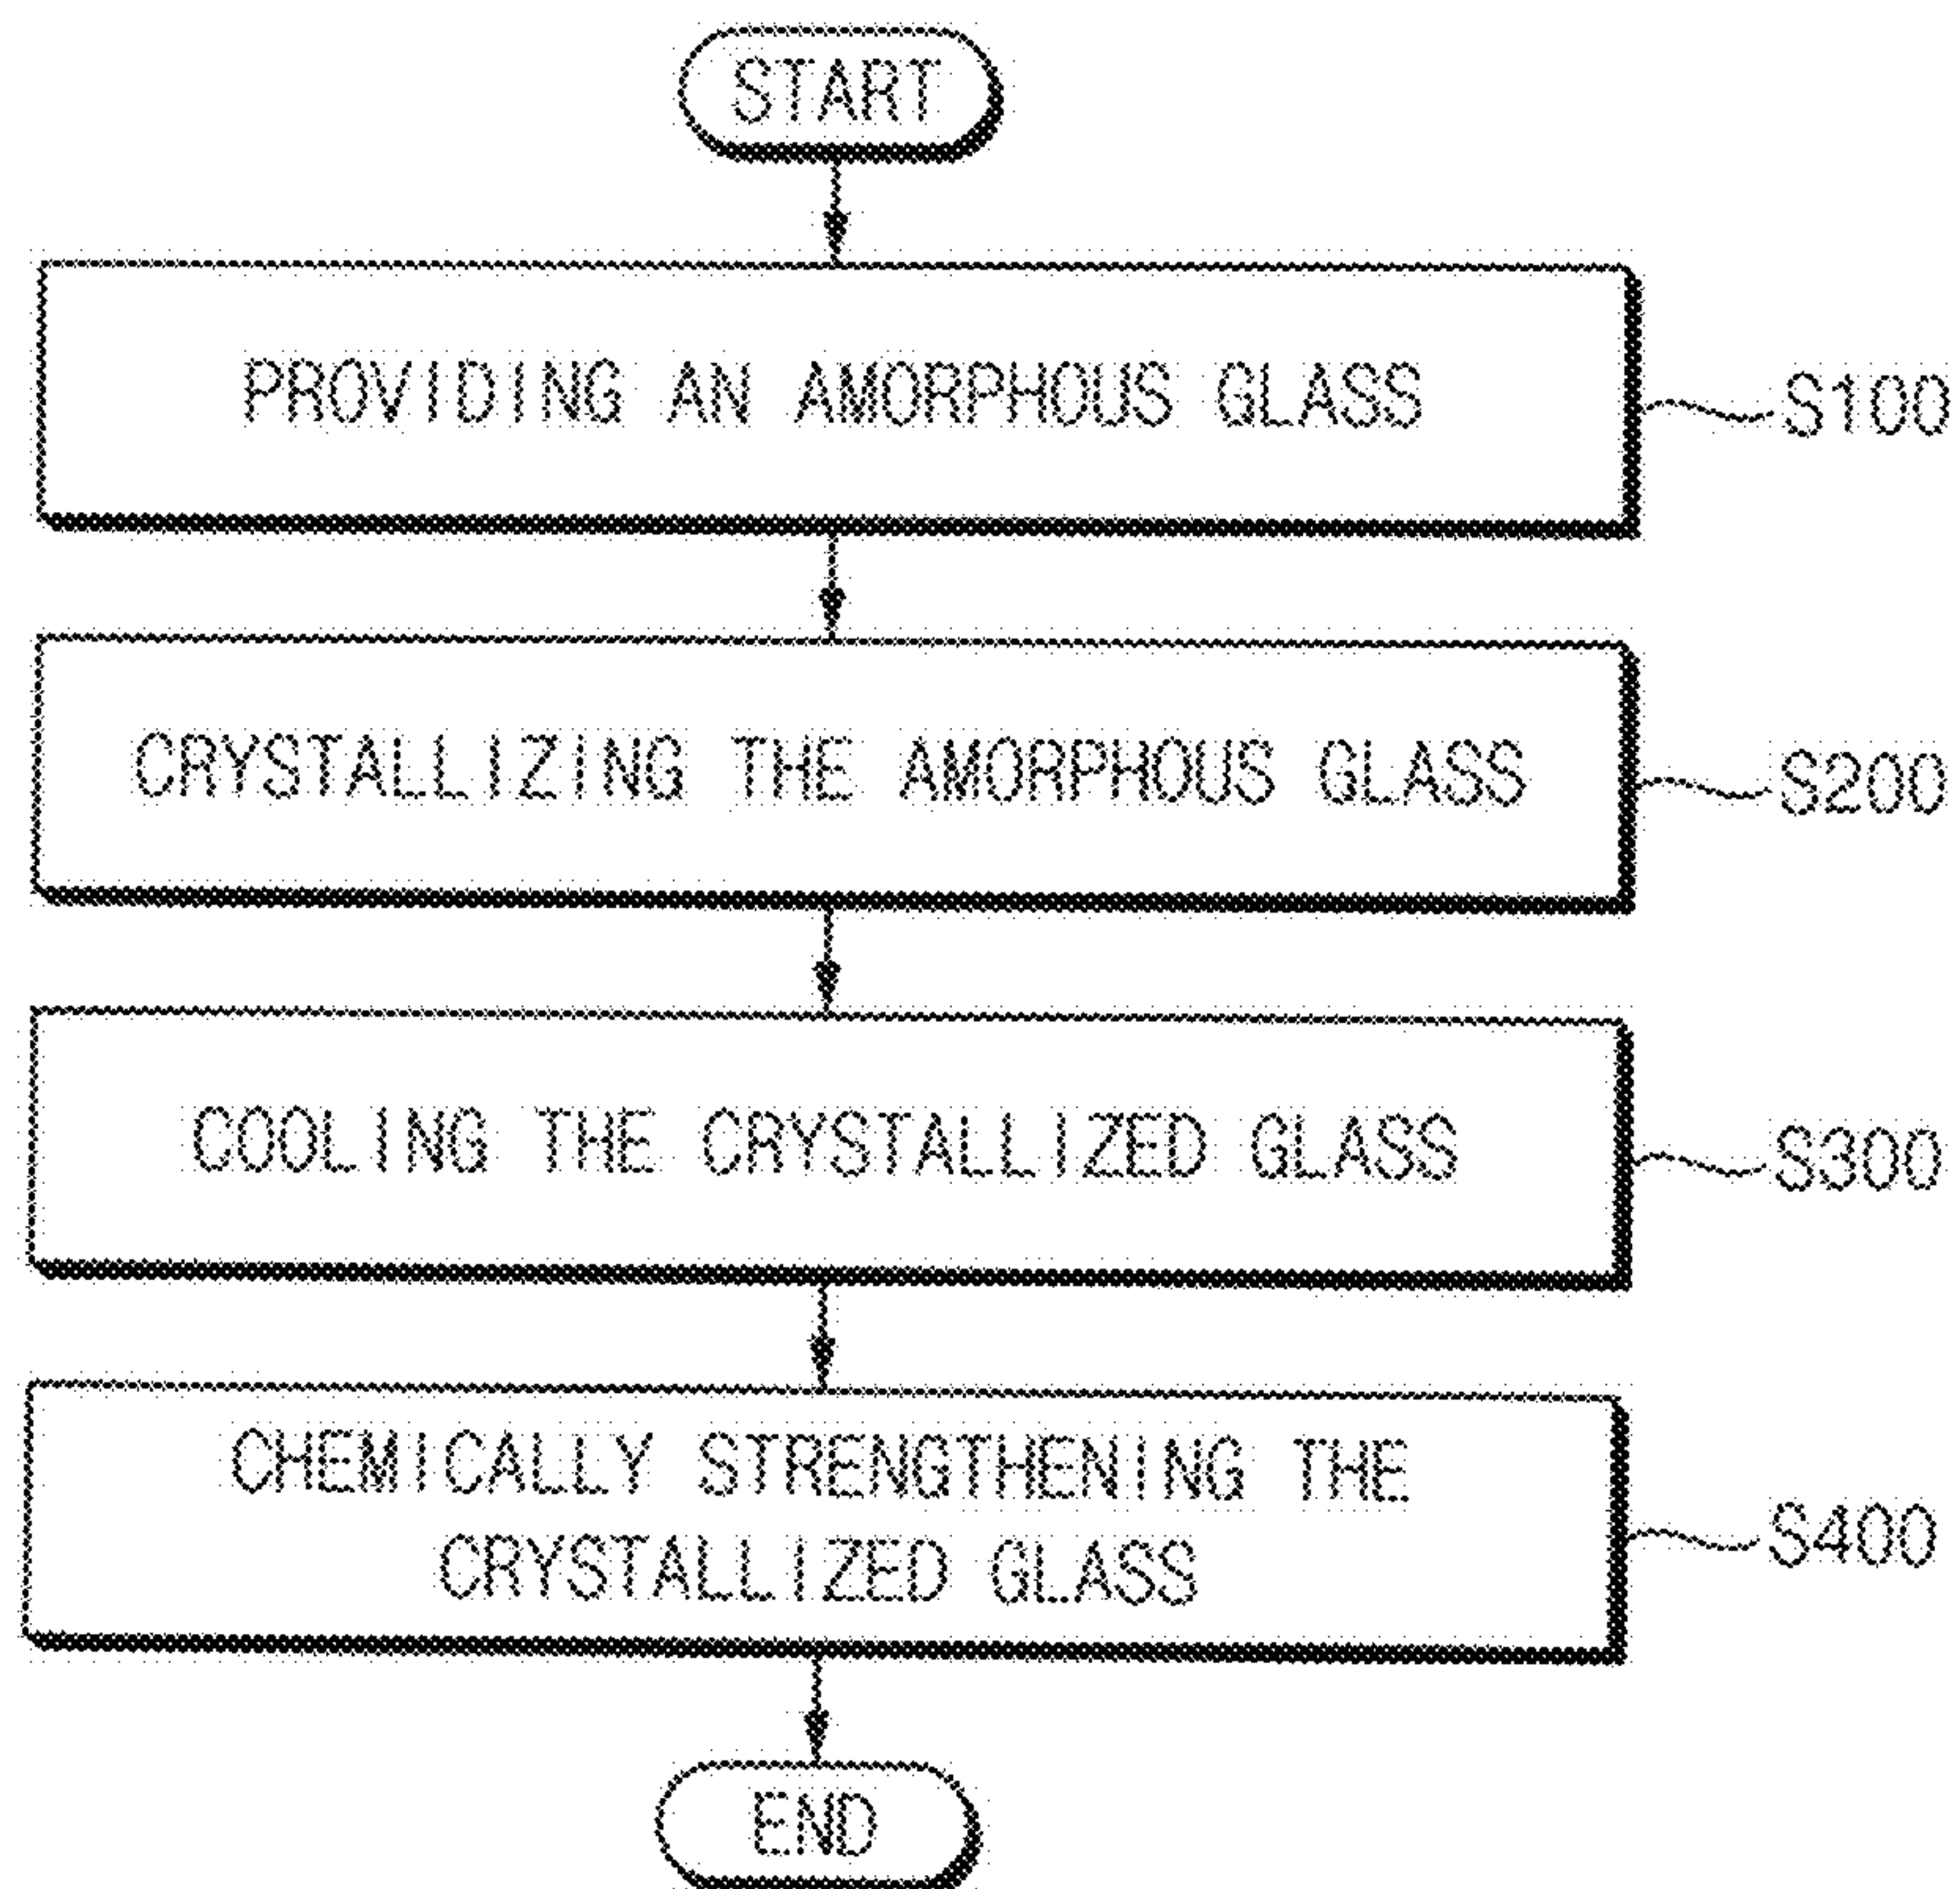 START
PROVIDING AN AMORPHOUS GLASS
S100
CRYSTALLIZING THE AMORPHOUS GLASS
S200
COOLING THE CRYSTALLIZED GLASS
S300
CHEMICALLY STRENGTHENING THE
CRYSTALLIZED GLASS
S400
END